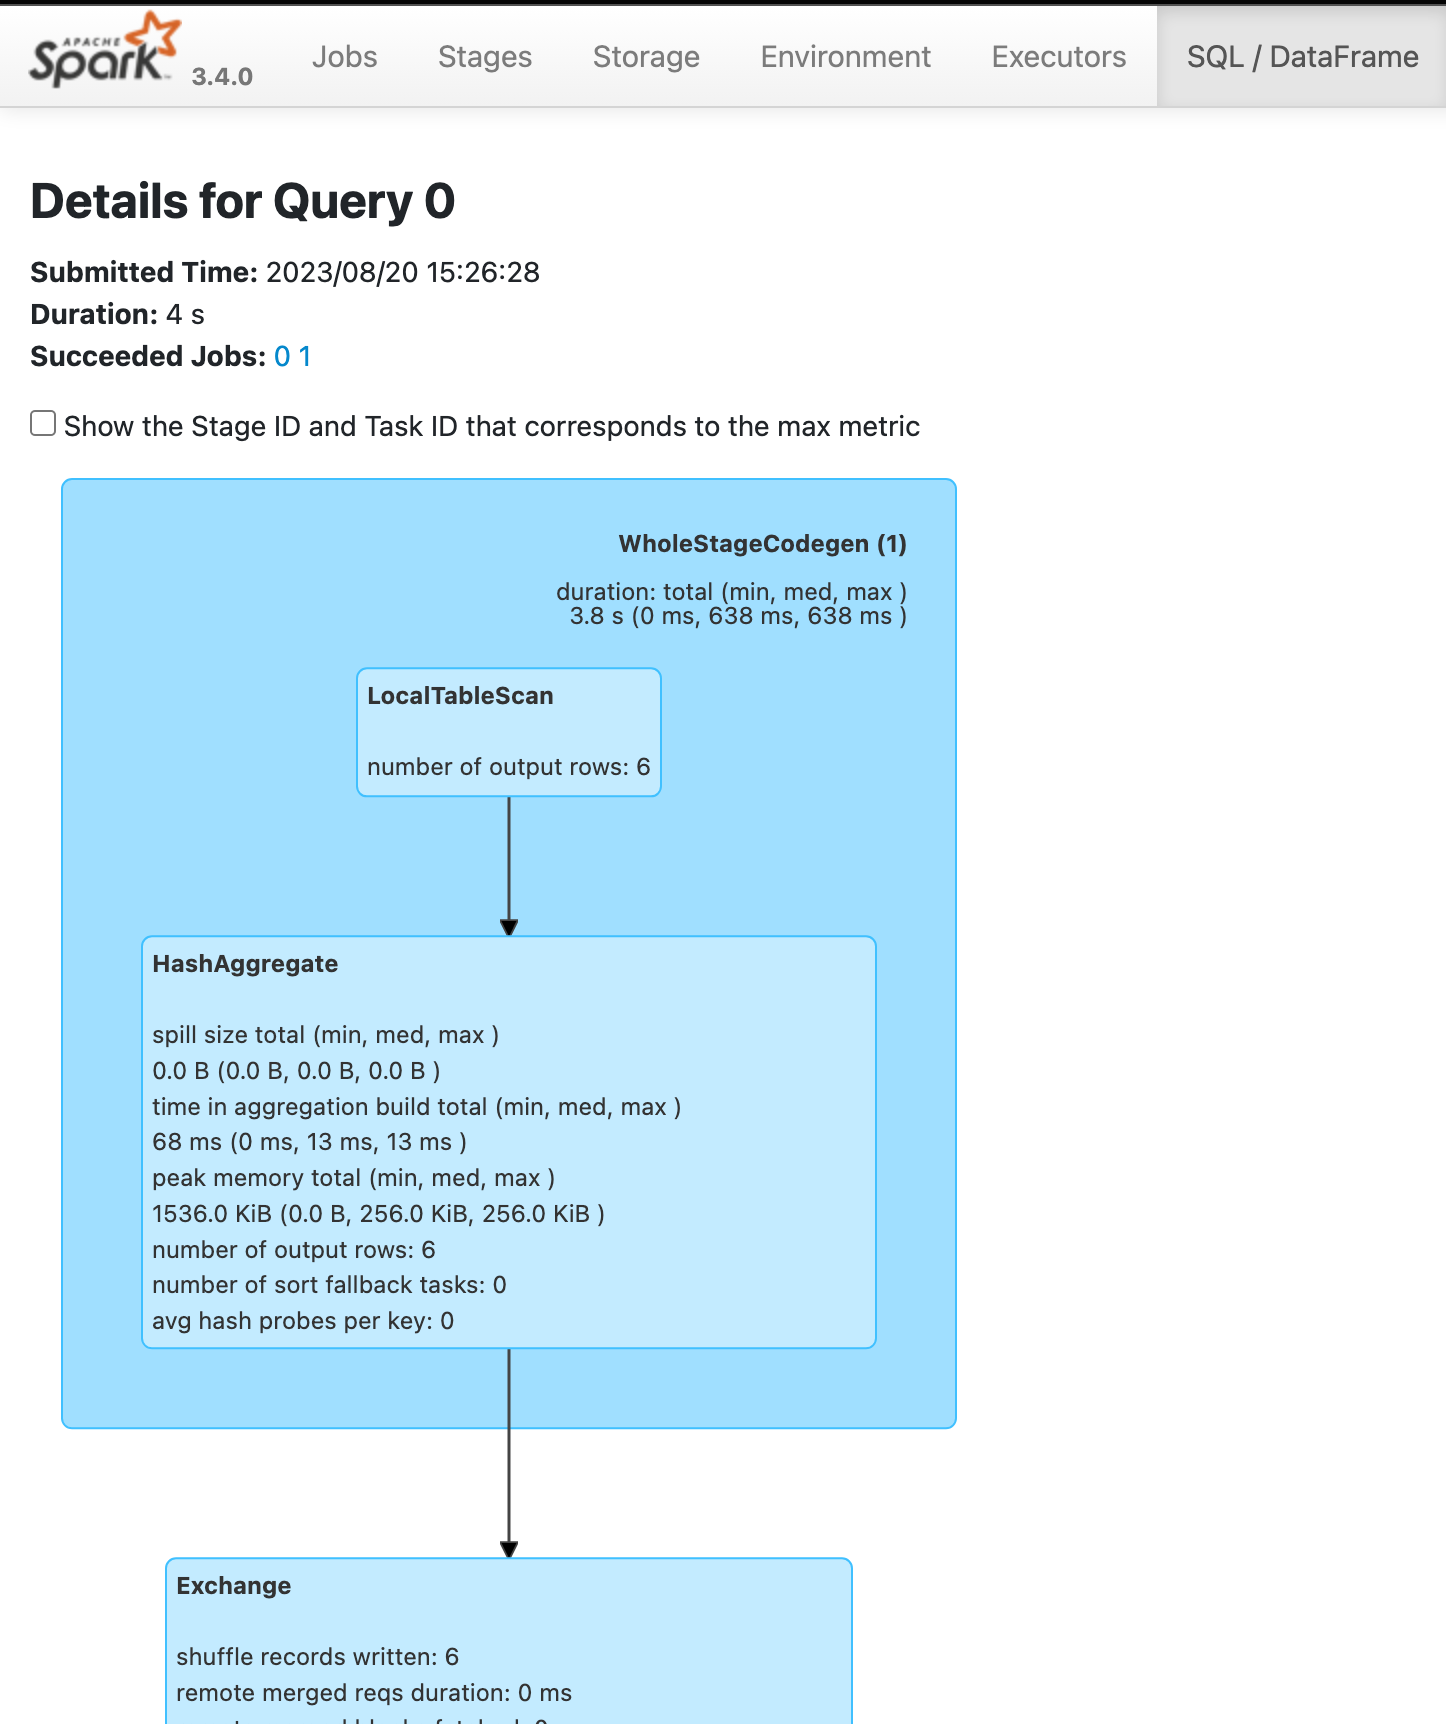 APACHE
Spark 3.4.0
Jobs
Stages
Storage
Environment
Executors
SQL / DataFrame
Details for Query 0
Submitted Time: 2023/08/20 15:26:28
Duration: 4 s
Succeeded Jobs: 0 1
Show the Stage ID and Task ID that corresponds to the max metric
WholeStageCodegen (1)
duration: total (min, med, max )
3.8 s (0 ms, 638 ms, 638 ms )
LocalTableScan
number of output rows: 6
HashAggregate
spill size total (min, med, max )
0.0 B (0.0 B, 0.0 B, 0.0 B )
time in aggregation build total (min, med, max )
68 ms (0 ms, 13 ms, 13 ms )
peak memory total (min, med, max )
1536.0 KiB (0.0 B, 256.0 KiB, 256.0 KiB )
number of output rows: 6
number of sort fallback tasks: 0
avg hash probes per key: 0
Exchange
shuffle records written: 6
remote merged reqs duration: 0 ms